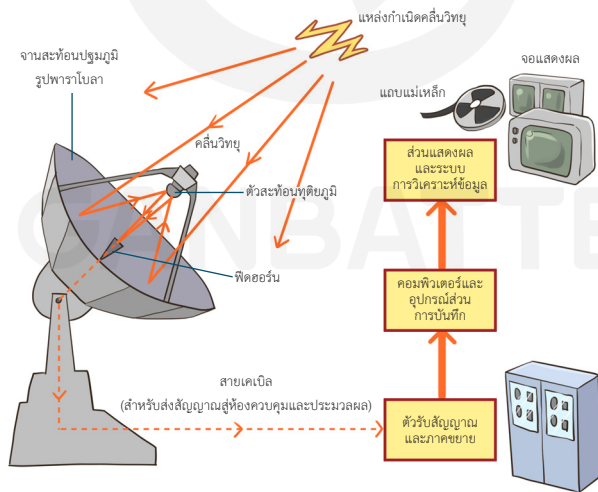 แหล่งกำเนิดคลื่นวิทยุ
จานสะท้อนปฐมภูมิ
รูปพาราโบลา
จอแสดงผล
แถบแม่เหล็ก
คลื่นวิทยุ
ส่วนแสดงผล
และระบบ
การวิเคราะห์ข้อมูล
ตัวสะท้อนทุติยภูมิ
ฟีดฮอร์น
คอมพิวเตอร์และ
อุปกรณ์ส่วน
การบันทึก
สายเคเบิล
(สำหรับส่งสัญญาณสู่ห้องควบคุมและประมวลผล)
ตัวรับสัญญาณ
และภาคขยาย
GANBATTE